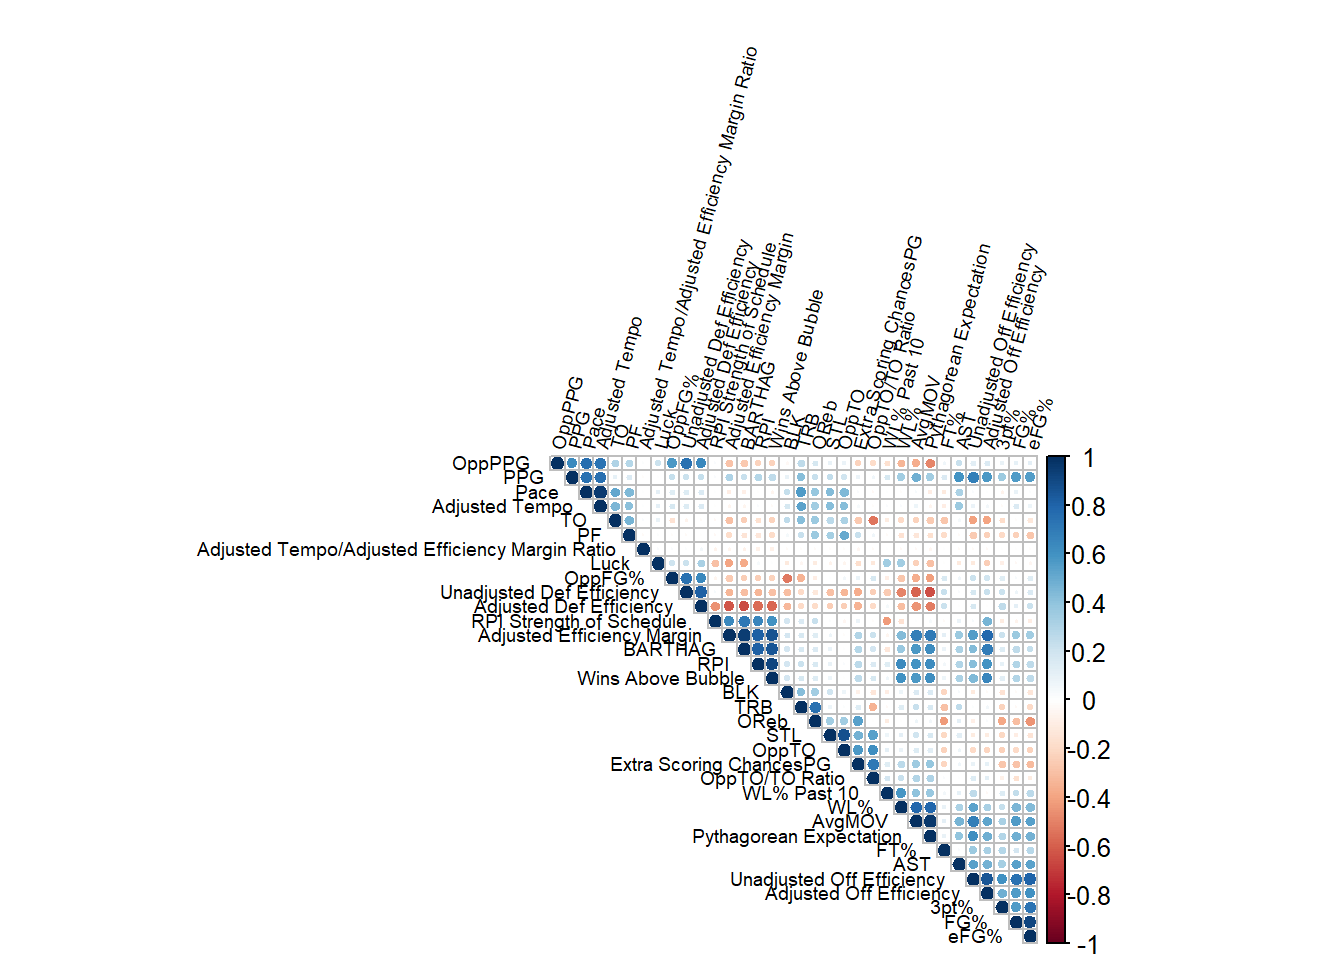 OppPPG
PPG
Pace
Adjusted Tempo
TO
PF
Adjusted Tempo/Adjusted Efficiency Margin Ratio
Luck
OppFG%
Unadjusted Def Efficiency
Adjusted Def Efficiency
RPI Strength of Schedule
Adjusted Efficiency Margin
BARTHAG
RPI
Wins Above Bubble
BLK
TRB
OReb
STL
OppTO
Extra Scoring ChancesPG
OppTO/TO Ratio
WL% Past 10
WL%
AvgMOV
Pythagorean Expectation
FT%
AST
Unadjusted Off Efficiency
Adjusted Off Efficiency
3pt%
FG%
eFG%
OppPPG
PPG
Pace
Adjusted Tempo
TO
PF
Adjusted Tempo/Adjusted Efficiency Margin Ratio
Luck
OppFG%
Unadjusted Def Efficiency
Adjusted Def Efficiency
RPI Strength of Schedule
Adjusted Efficiency Margin
BARTHAG
RPI
Wins Above Bubble
BLK
TRB
OReb
STL
OppTO
Extra Scoring ChancesPG
OppTO/TO Ratio
WL% Past 10
WL%
AvgMOV
Pythagorean Expectation
FT%
AST
Unadjusted Off Efficiency
Adjusted Off Efficiency
3pt%
FG%
eFG%
1
0.8
0.6
0.4
0.2
0
-0.2
-0.4
-0.6
-0.8
-1